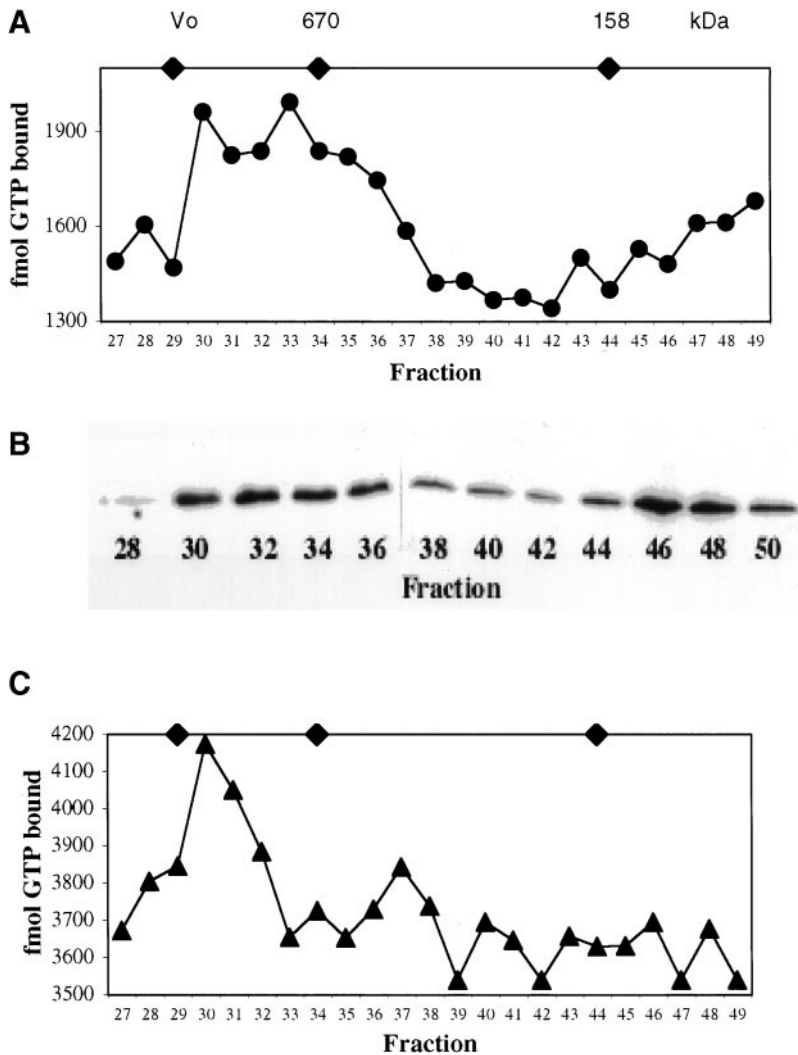 A
Vo 670 158 kDa
fmol GTP bound
1900
1600
1300
27 28 29 30 31 32 33 34 35 36 37 38 39 40 41 42 43 44 45 46 47 48 49
Fraction
B
28 30 32 34 36 38 40 42 44 46 48 50
Fraction
C
fmol GTP bound
4200
4100
4000
3900
3800
3700
3600
3500
27 28 29 30 31 32 33 34 35 36 37 38 39 40 41 42 43 44 45 46 47 48 49
Fraction